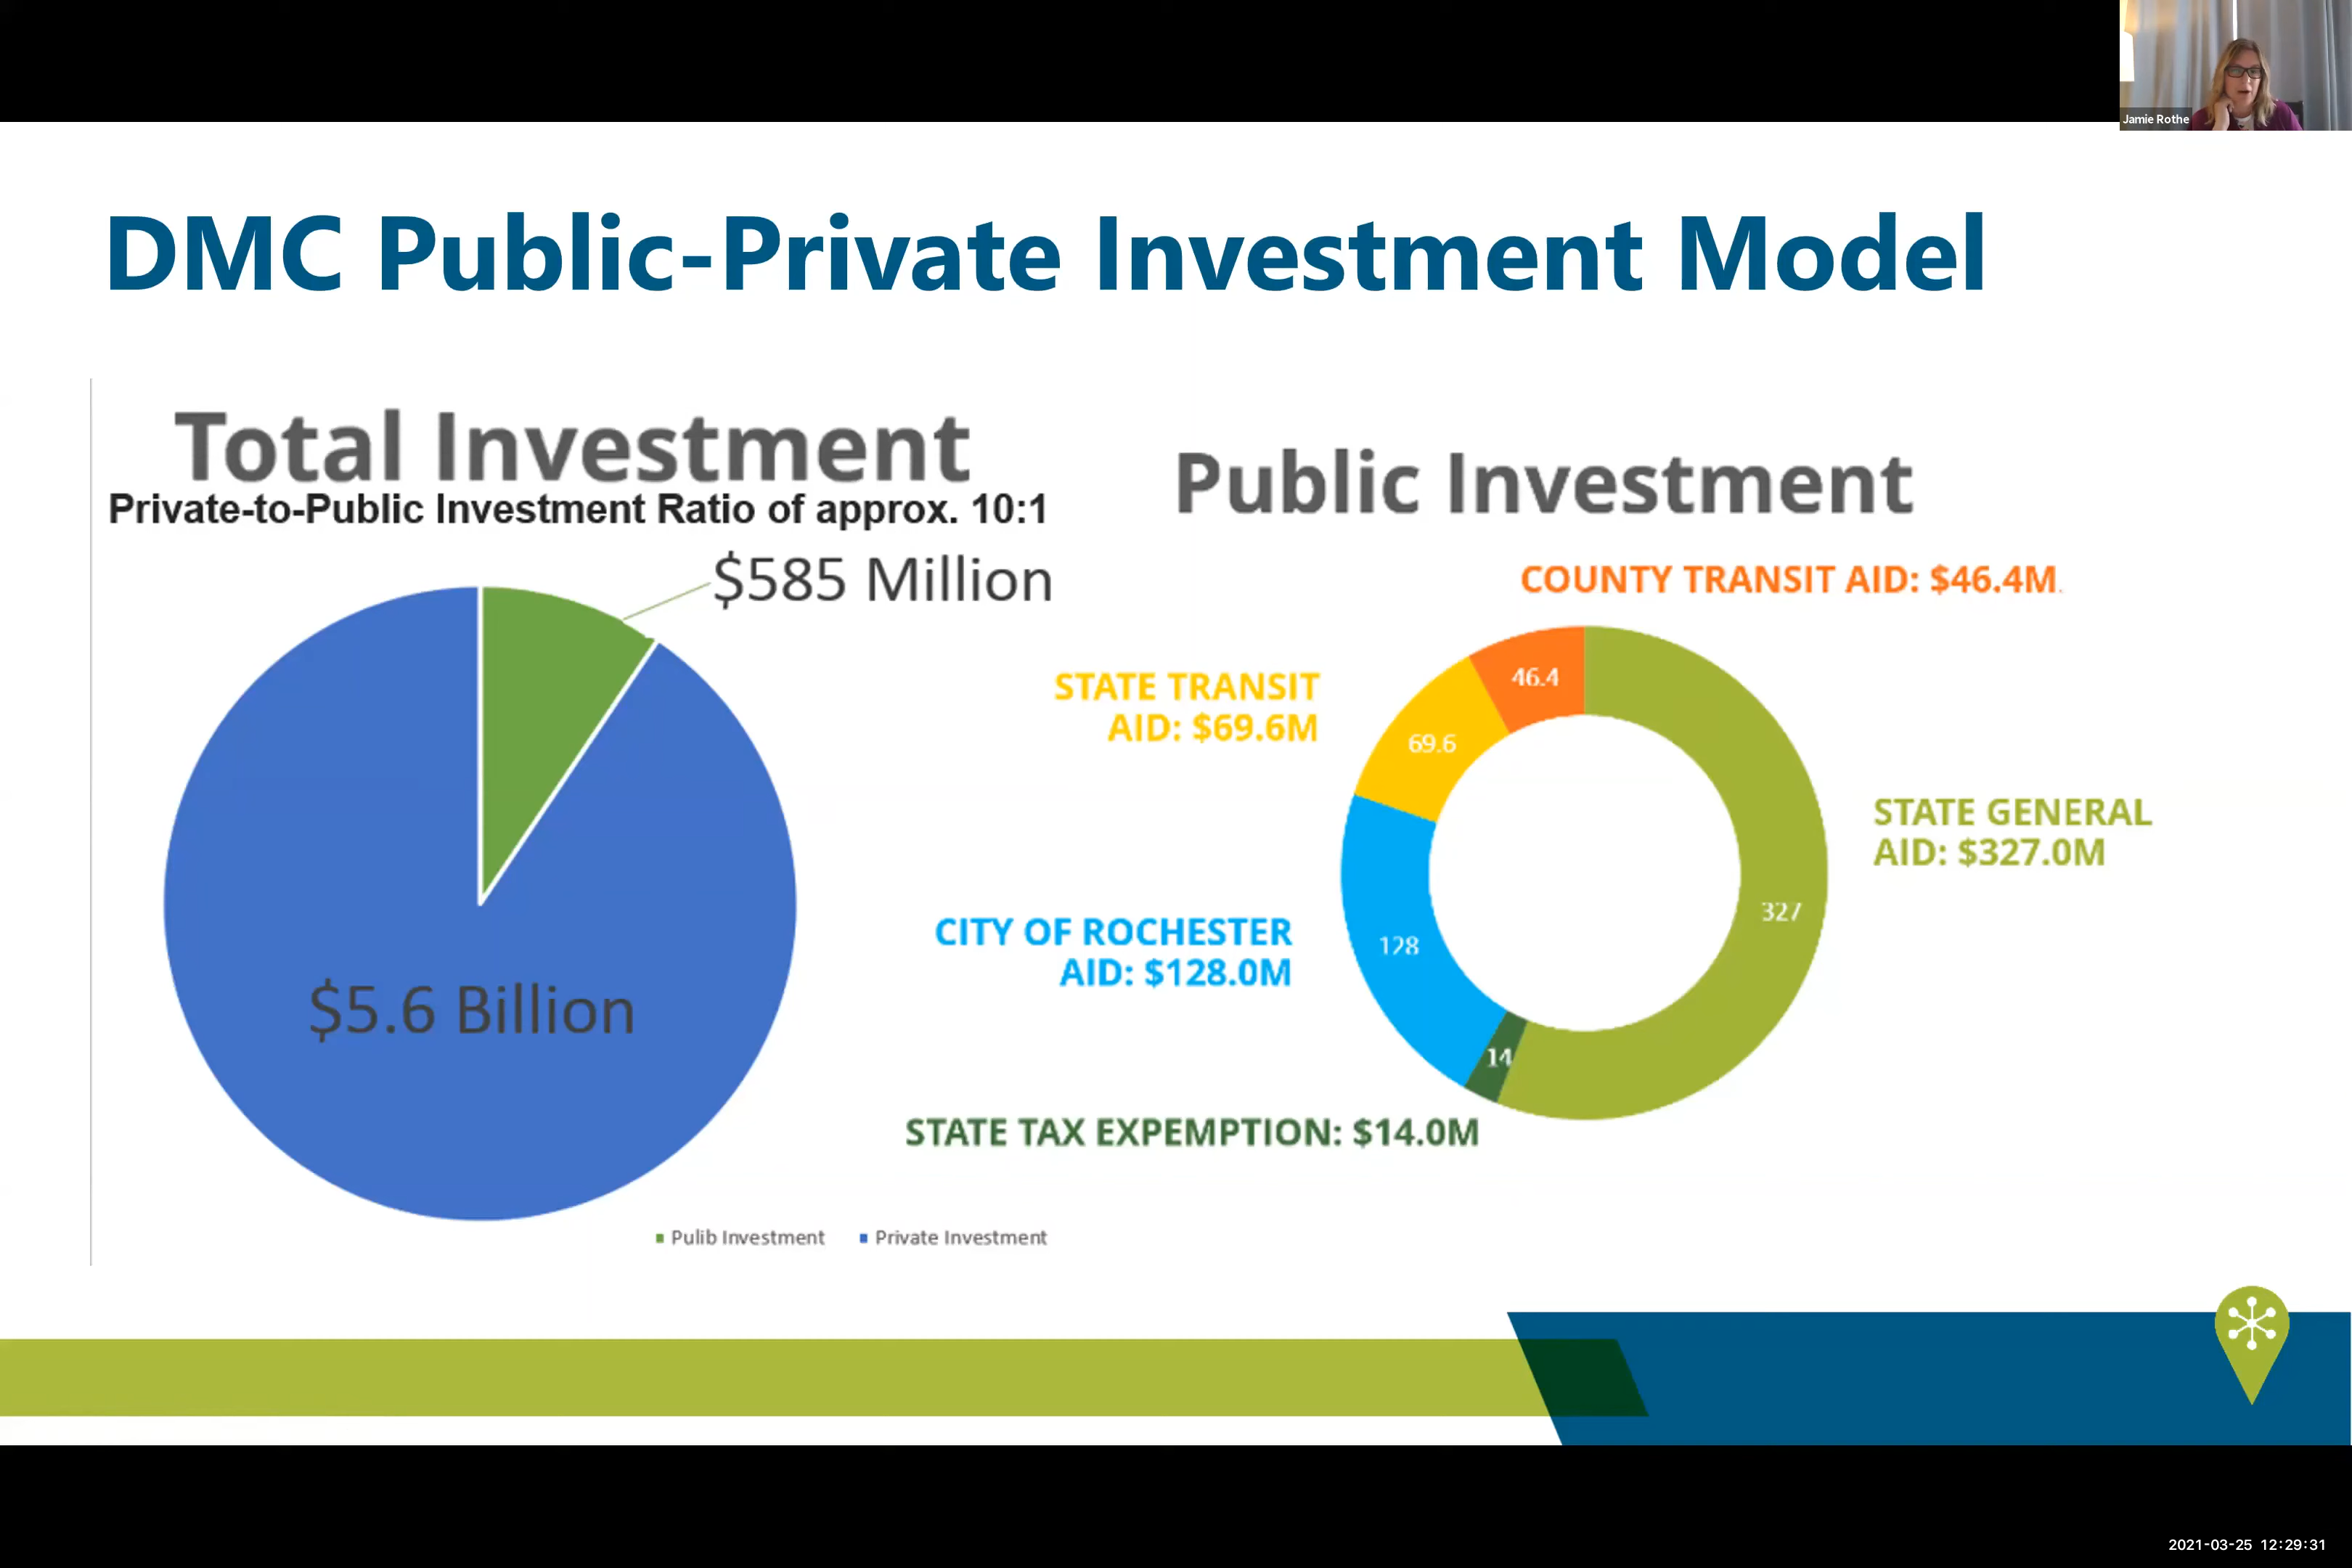 Jamie Rothe
DMC Public-Private Investment Model
Total Investment
Private-to-Public Investment Ratio of approx. 10:1
$585 Million
$5.6 Billion
Pulib Investment
Private Investment
Public Investment
COUNTY TRANSIT AID: $46.4M.
STATE TRANSIT
AID: $69.6M
46.4
69.6
STATE GENERAL
AID: $327.0M
327
CITY OF ROCHESTER
AID: $128.0M
128
14
STATE TAX EXPEMPTION: $14.0M
2021-03-25 12:29:31